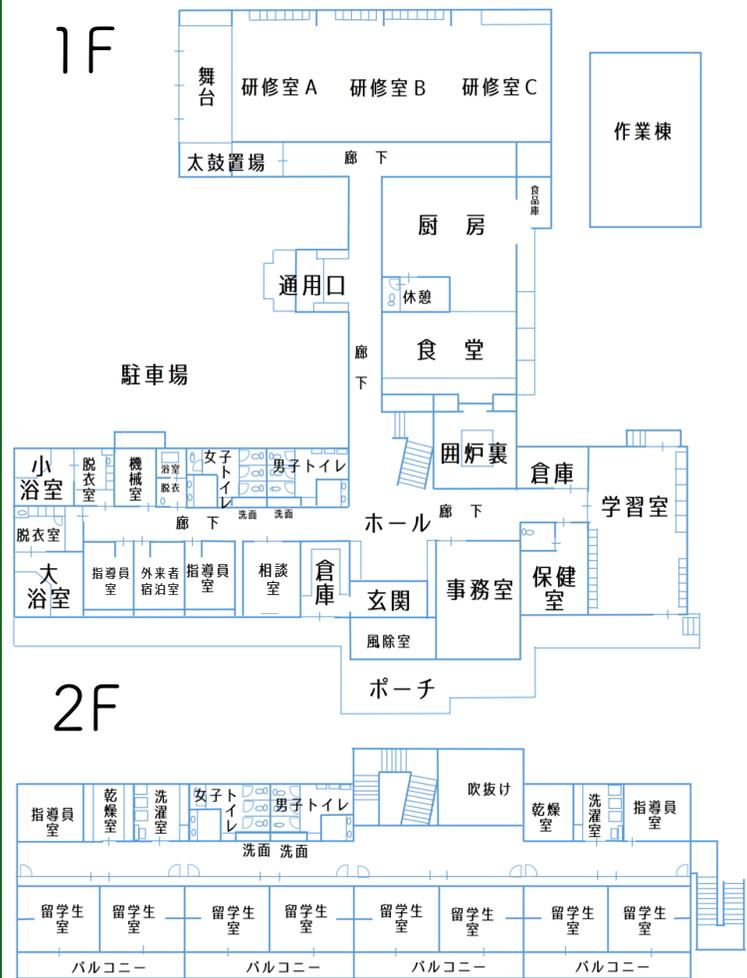 1F
舞
台
研修室A
研修室B
研修室C
作業棟
太鼓置場
廊 下
食
品
庫
厨 房
通用口
休憩
食 堂
廊
下
駐車場
小
浴室
脱
衣
室
機
械
室
浴室
脱衣
女子
ト
イ
レ
男子トイレ
囲炉裏
倉庫
学習室
脱衣室
廊 下
洗面
洗面
ホール
廊 下
大
浴室
指導員
室
外来者
宿泊室
指導員
室
相談
室
倉
庫
玄関
事務室
保健
室
風除室
ポーチ
2F
指導員
室
乾
燥
室
洗
濯
室
女子ト
イ
レ
男子トイレ
吹抜け
乾燥
室
洗
濯
室
指導員
室
洗面
洗面
留学生
室
留学生
室
留学生
室
留学生
室
留学生
室
留学生
室
留学生
室
留学生
室
バルコニー
バルコニー
バルコニー
バルコニー